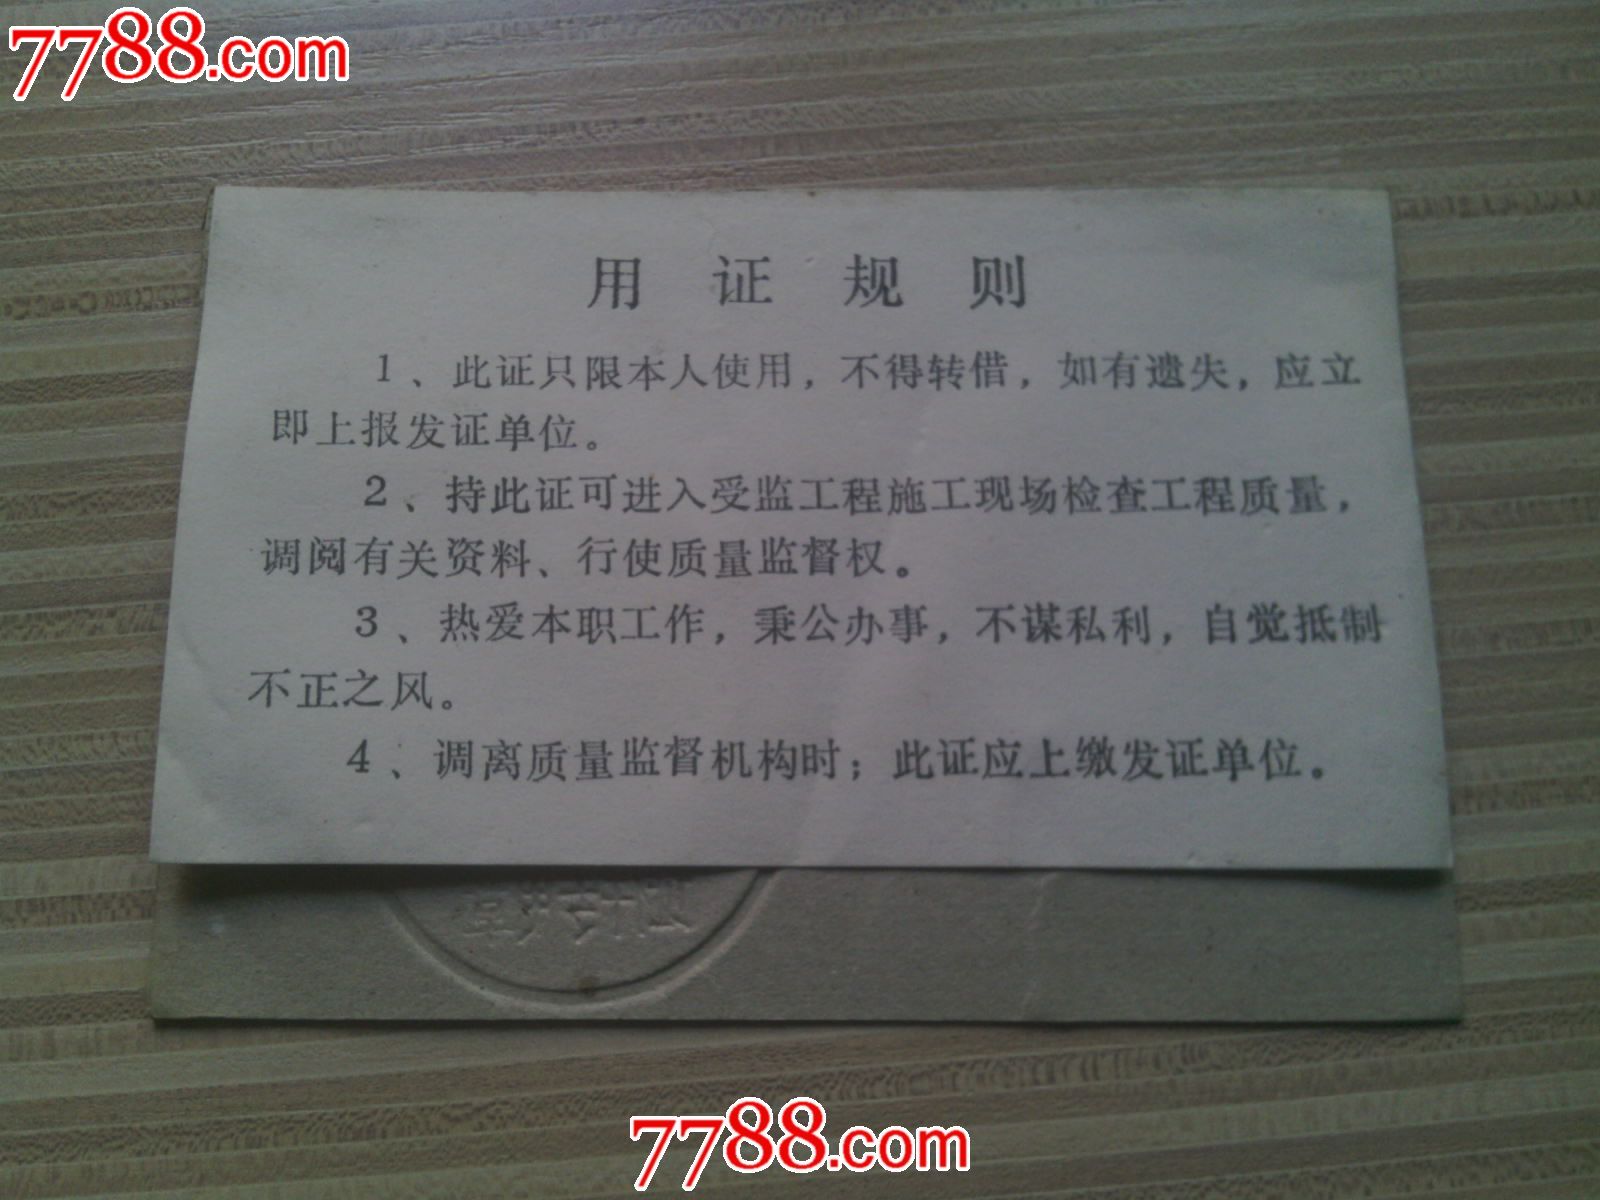 7788.com
用证规则
1、此证只限本人使用，不得转借，如有遗失，应立
即上报发证单位。
2、持此证可进入受监工程施工现场检查工程质量，
调阅有关资料、行使质量监督权。
3、热爱本职工作，秉公办事，不谋私利，自觉抵制
不正之风。
4、调离质量监督机构时；此证应上缴发证单位。
7788.com